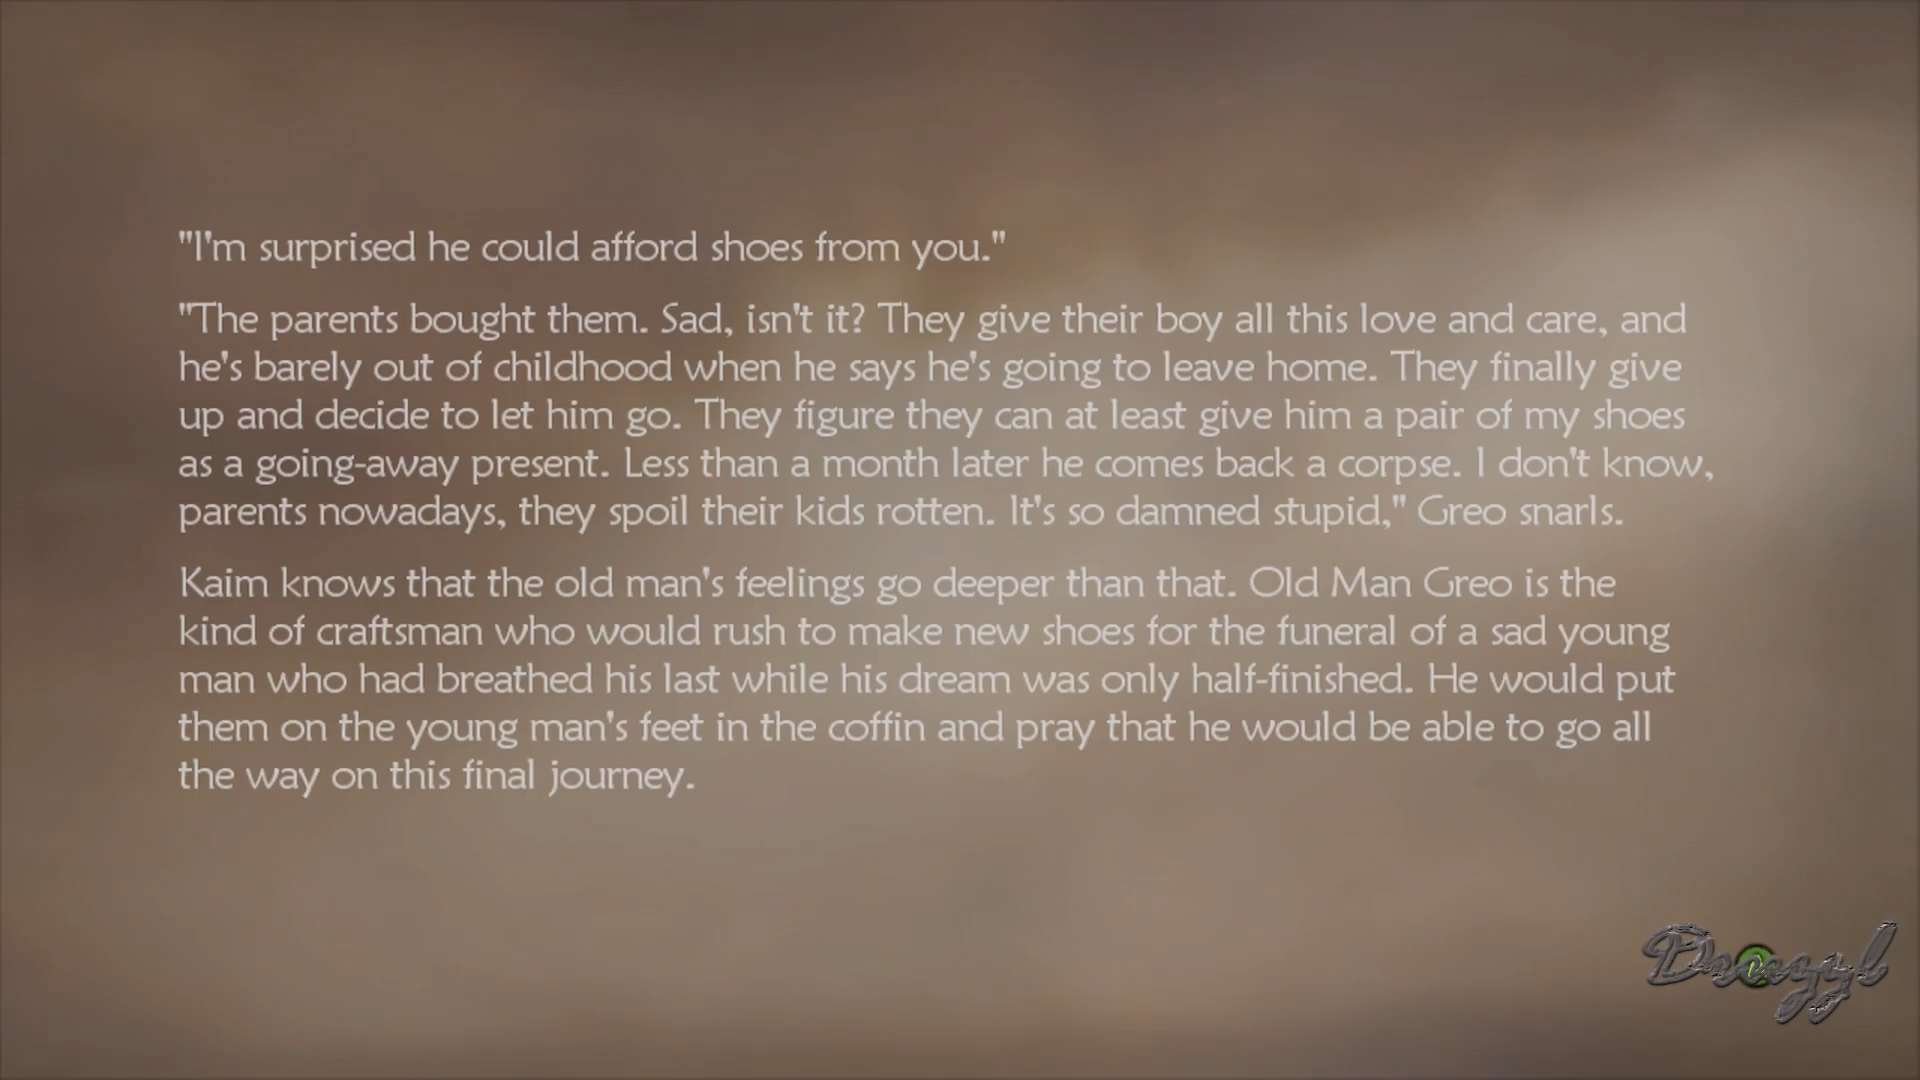 "I'm surprised he could afford shoes from you."
"The parents bought them. Sad, isn't it? They give their boy all this love and care, and
he's barely out of childhood when he says he's going to leave home. They finally give
up and decide to let him go. They figure they can at least give him a pair of my shoes
as a going-away present. Less than a month later he comes back a corpse. I don't know,
parents nowadays, they spoil their kids rotten. It's so damned stupid," Greo snarls.
Kaim knows that the old man's feelings go deeper than that. Old Man Greo is the
kind of craftsman who would rush to make new shoes for the funeral of a sad young
man who had breathed his last while his dream was only half-finished. He would put
them on the young man's feet in the coffin and pray that he would be able to go all
the way on this final journey.